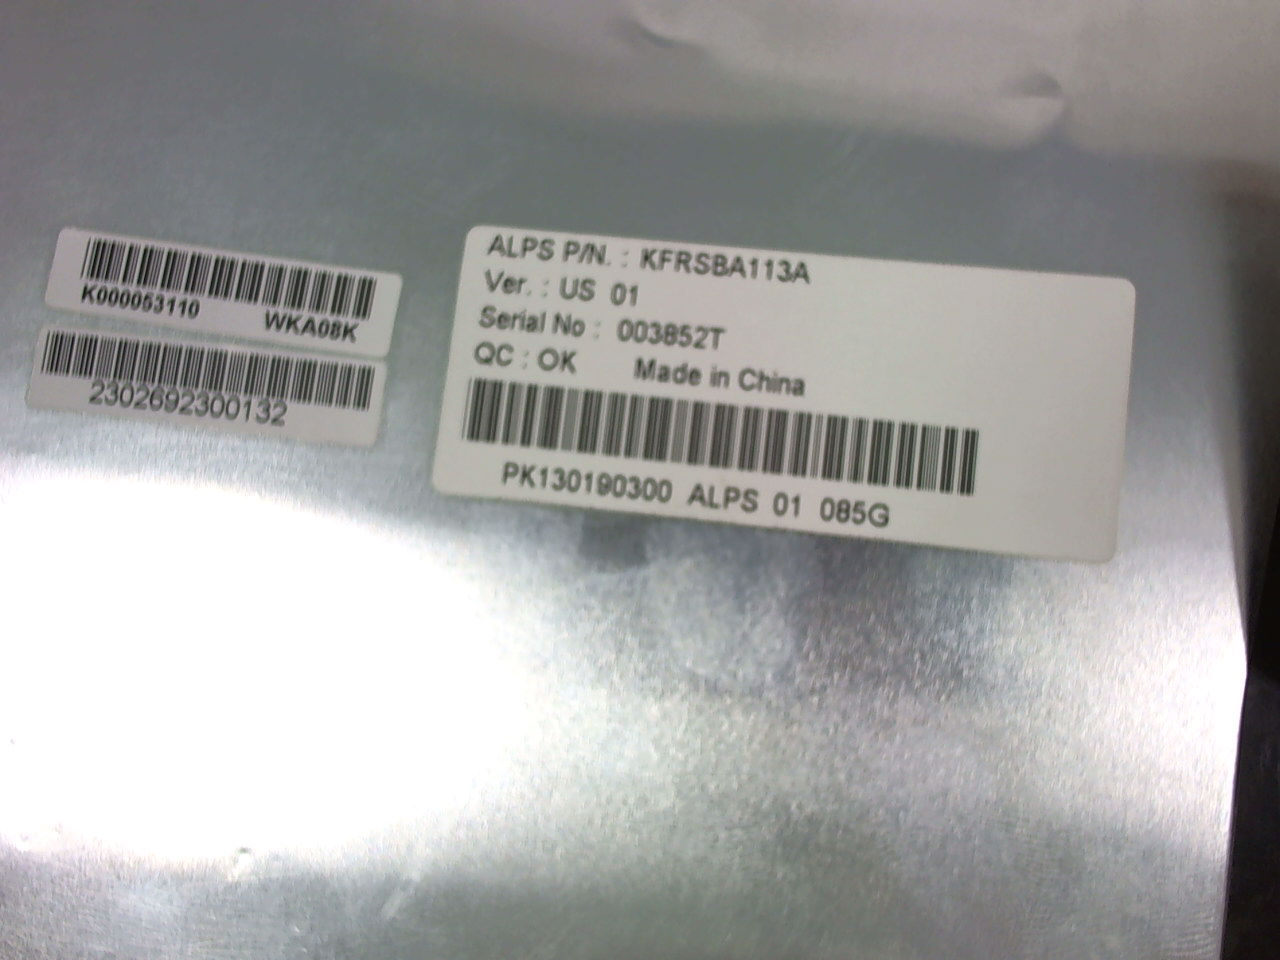 K000053110
WKA08K
2302692300132
ALPS P/N. : KFRSBA113A
Ver. : US 01
Serial No : 003852T
QC : OK Made in China
PK130190300 ALPS 01 085G